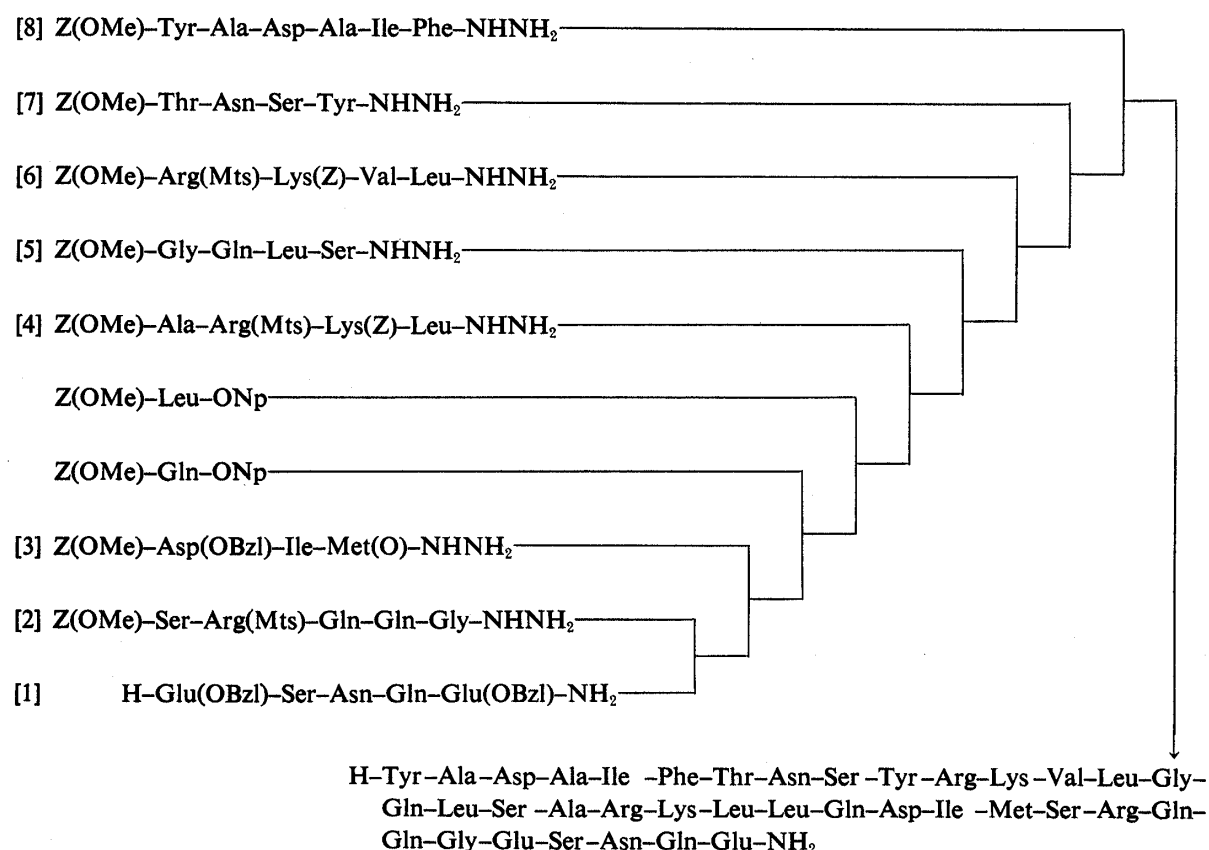 [8] Z(OMe)–Tyr–Ala–Asp–Ala–Ile–Phe–NHNH₂
[7] Z(OMe)–Thr–Asn–Ser–Tyr–NHNH₂
[6] Z(OMe)–Arg(Mts)–Lys(Z)–Val–Leu–NHNH₂
[5] Z(OMe)–Gly–Gln–Leu–Ser–NHNH₂
[4] Z(OMe)–Ala–Arg(Mts)–Lys(Z)–Leu–NHNH₂
Z(OMe)–Leu–ONp
Z(OMe)–Gln–ONp
[3] Z(OMe)–Asp(OBzl)–Ile–Met(O)–NHNH₂
[2] Z(OMe)–Ser–Arg(Mts)–Gln–Gln–Gly–NHNH₂
[1] H–Glu(OBzl)–Ser–Asn–Gln–Glu(OBzl)–NH₂
H–Tyr–Ala–Asp–Ala–Ile –Phe–Thr–Asn–Ser–Tyr–Arg–Lys–Val–Leu–Gly–
Gln–Leu–Ser –Ala–Arg–Lys–Leu–Leu–Gln–Asp–Ile –Met–Ser–Arg–Gln–
Gln–Gly–Glu–Ser–Asn–Gln–Glu–NH₂